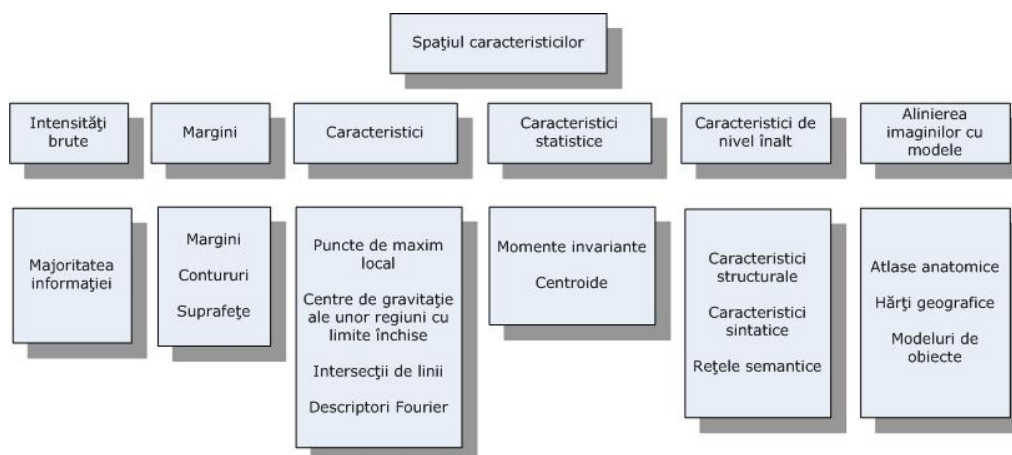 Spaţiul caracteristicilor
Intensităţi
brute
Margini
Caracteristici
Caracteristici
statistice
Caracteristici de
nivel înalt
Alinierea
imaginilor cu
modele
Majoritatea
informaţiei
Margini
Contururi
Suprafeţe
Puncte de maxim
local
Centre de gravitaţie
ale unor regiuni cu
limite închise
Intersecţii de linii
Descriptori Fourier
Momente invariante
Centroide
Caracteristici
structurale
Caracteristici
sintatice
Reţele semantice
Atlase anatomice
Hărţi geografice
Modeluri de
obiecte